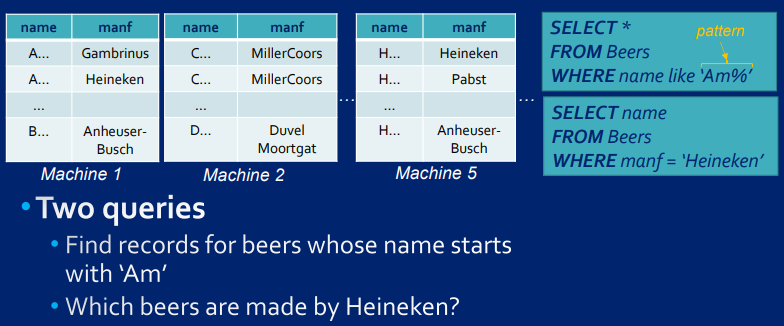 name manf
A... Gambrinus
A... Heineken
...
B... Anheuser-
Busch
Machine 1
name manf
C... MillerCoors
C... MillerCoors
...
D... Duvel
Moortgat
Machine 2
...
name manf
H... Heineken
H... Pabst
...
H... Anheuser-
Busch
Machine 5
...
SELECT *
pattern
FROM Beers
WHERE name like ‘Am%’
SELECT name
FROM Beers
WHERE manf = ‘Heineken’
• Two queries
• Find records for beers whose name starts
with ‘Am’
• Which beers are made by Heineken?